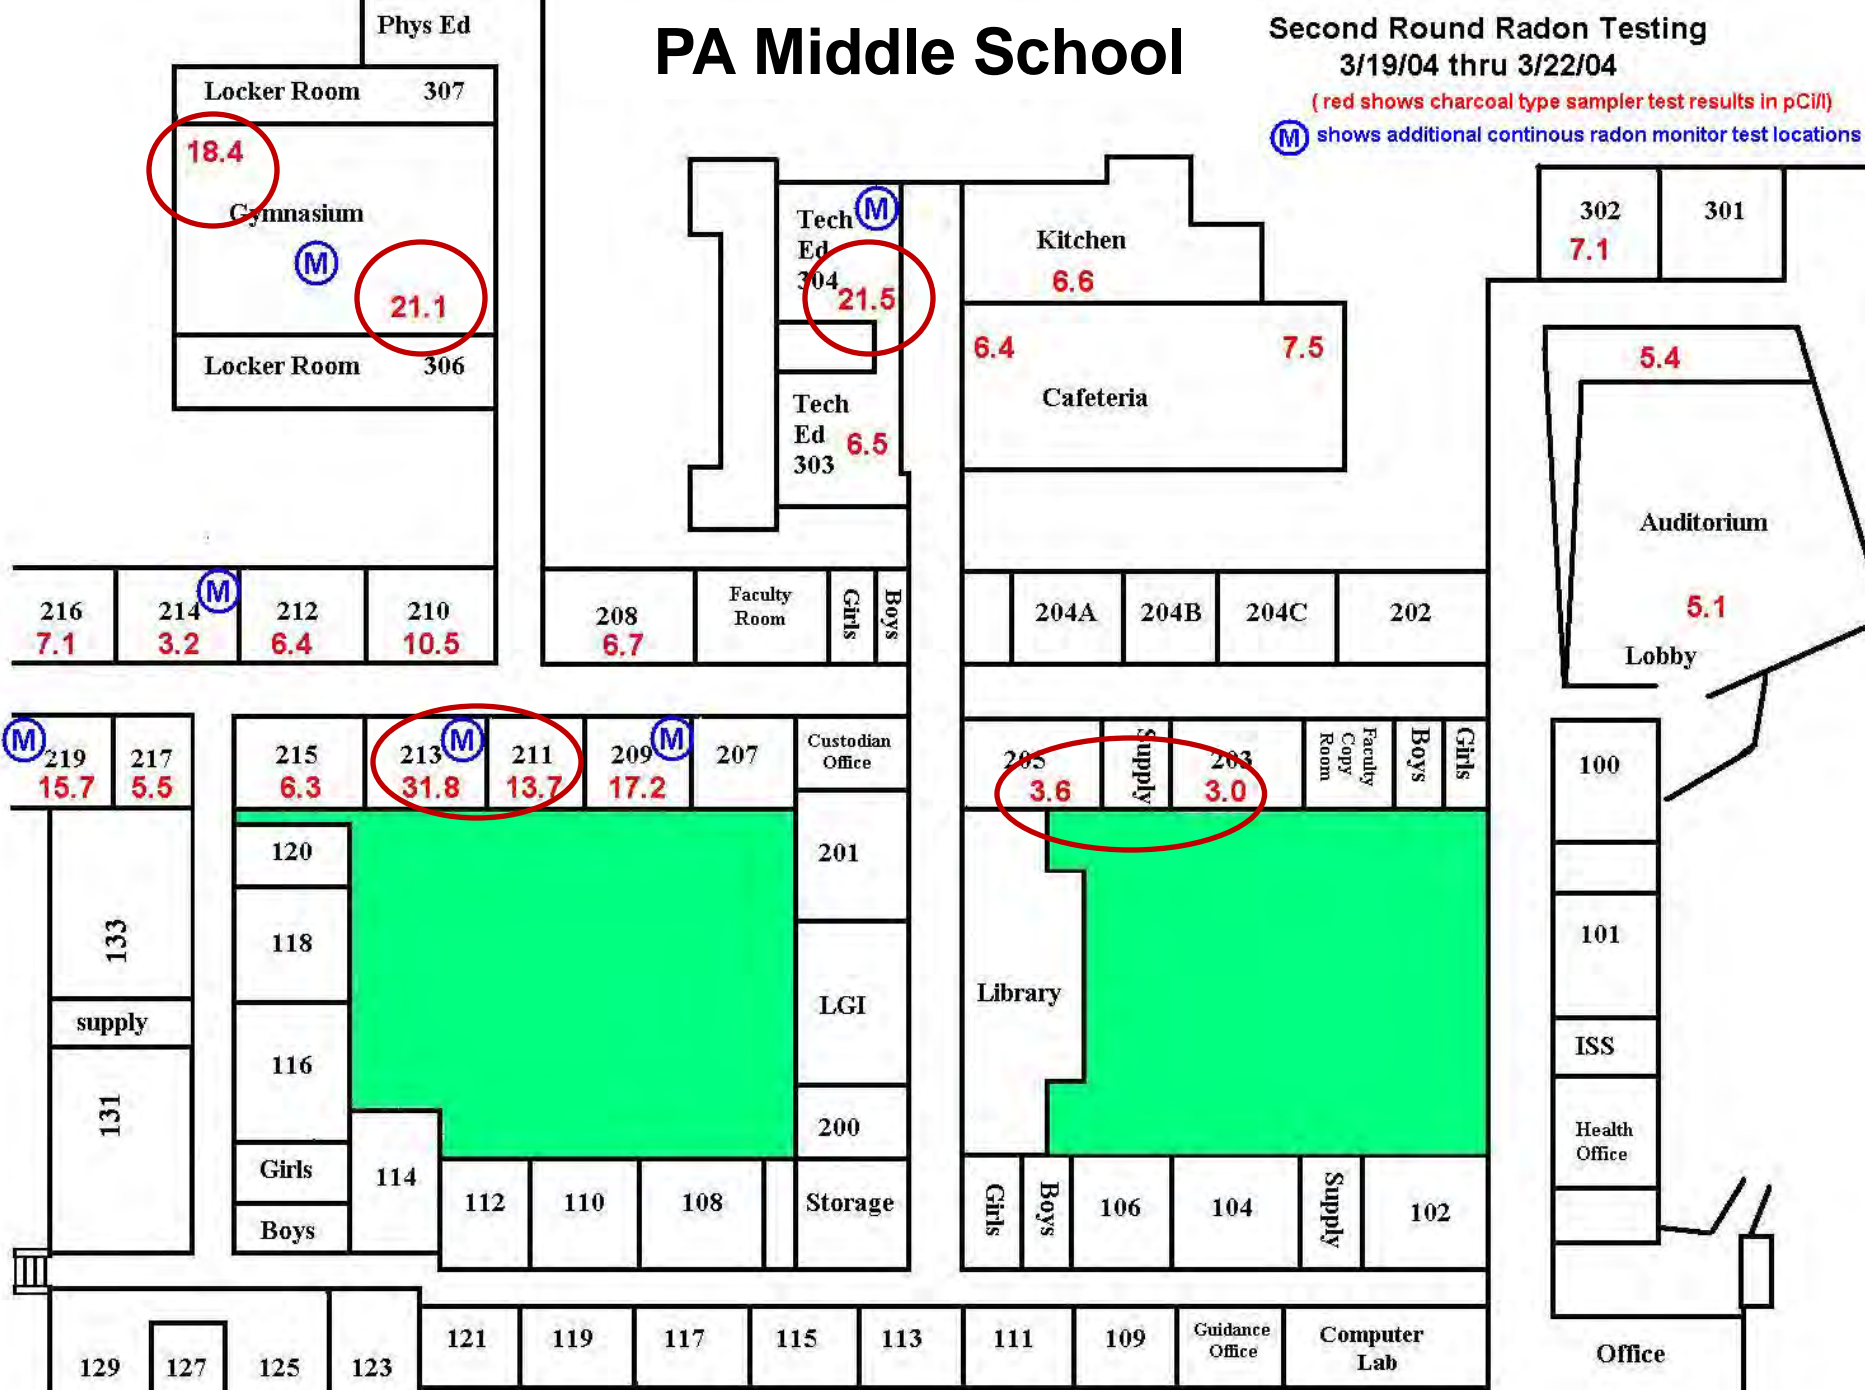 PA Middle School
Second Round Radon Testing
3/19/04 thru 3/22/04
( red shows charcoal type sampler test results in pCi/l)
M shows additional continous radon monitor test locations
Phys Ed
Locker Room 307
18.4
Gymnasium
M
21.1
Locker Room 306
Tech
Ed
304
M
21.5
Tech
Ed
303
6.5
Kitchen
6.6
6.4
7.5
Cafeteria
302
7.1
301
5.4
Auditorium
5.1
Lobby
216
7.1
214
M
3.2
212
6.4
210
10.5
208
6.7
Faculty
Room
Girls
Boys
204A
204B
204C
202
M
219
15.7
217
5.5
215
6.3
213
M
31.8
211
13.7
209
M
17.2
207
Custodian
Office
205
3.6
Supply
203
3.0
Faculty
Copy
Room
Boys
Girls
100
120
118
116
Girls
Boys
133
supply
131
201
LGI
200
Storage
Library
101
ISS
Health
Office
114
112
110
108
Girls
Boys
106
104
Supply
102
129
127
125
123
121
119
117
115
113
111
109
Guidance
Office
Computer
Lab
Office